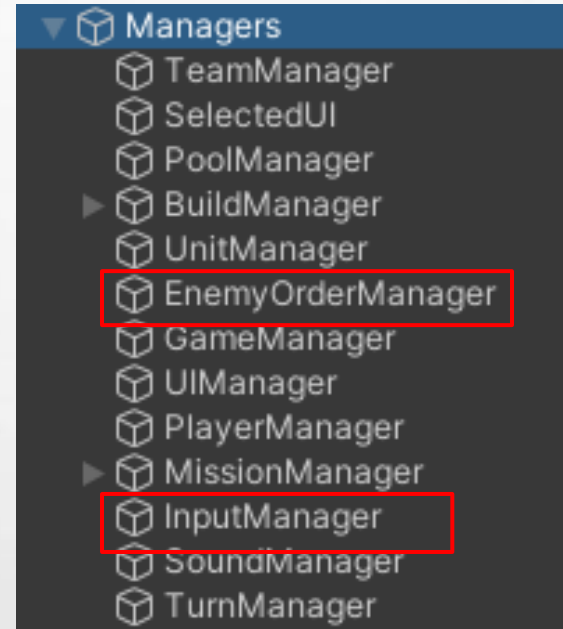 Managers
TeamManager
SelectedUI
PoolManager
BuildManager
UnitManager
EnemyOrderManager
GameManager
UIManager
PlayerManager
MissionManager
InputManager
SoundManager
TurnManager